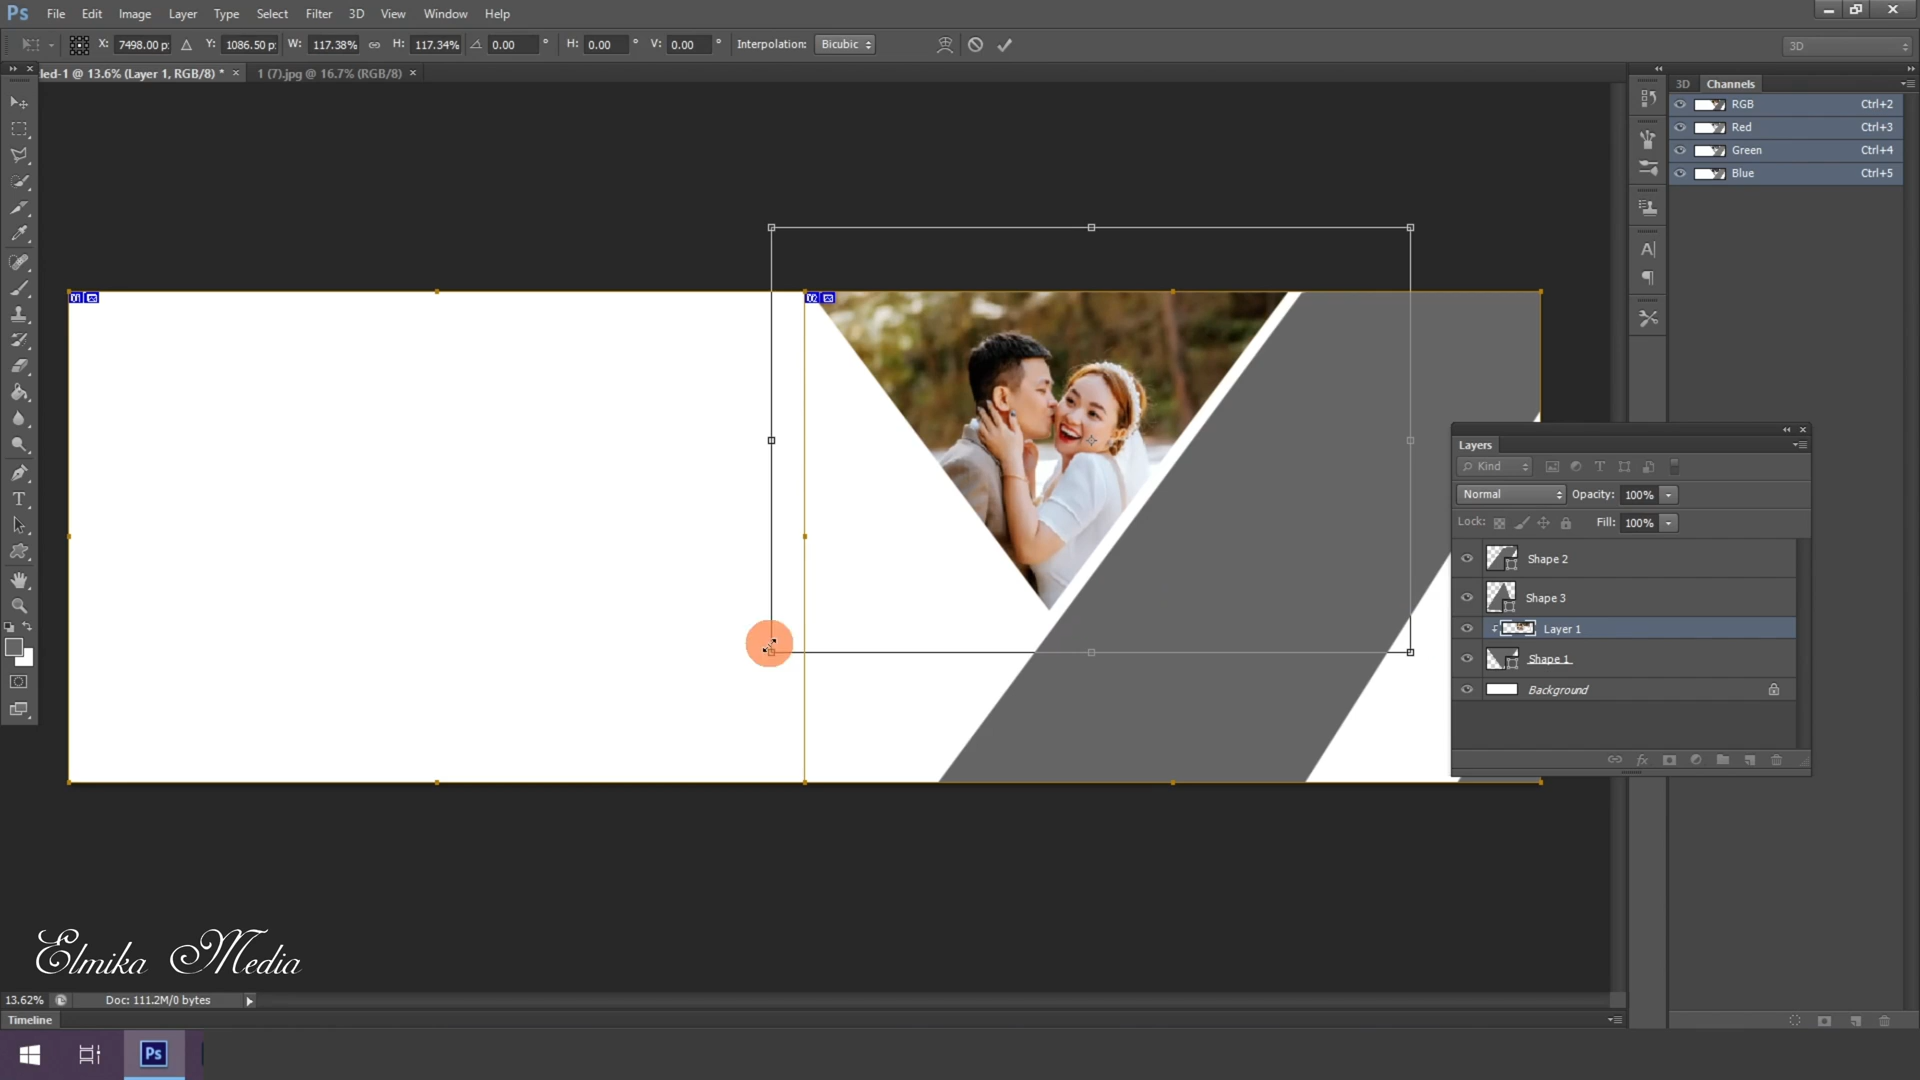 Ps File Edit Image Layer Type Select Filter 3D View Window Help
X: 7498.00 p: Y: 1086.50 p: W: 117.38% H: 117.34% 0.00 ° H: 0.00 ° V: 0.00 ° Interpolation: Bicubic 3D
led-1 @ 13.6% (Layer 1, RGB/8) * × 1 (7).jpg @ 16.7% (RGB/8) ×
3D Channels
RGB Ctrl+2
Red Ctrl+3
Green Ctrl+4
Blue Ctrl+5
01 02
Layers
Kind
Normal Opacity: 100%
Lock: Fill: 100%
Shape 2
Shape 3
Layer 1
Shape 1
Background
Elmika Media
13.62% Doc: 111.2M/0 bytes
Timeline
Ps